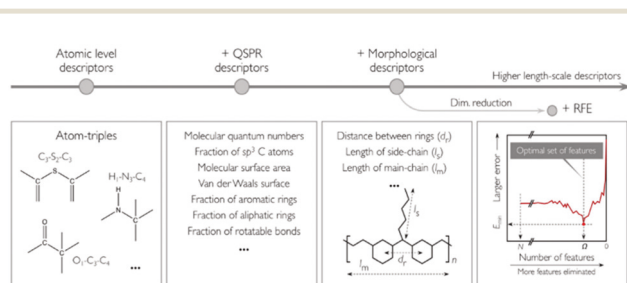 Atomic level
descriptors
+ QSPR
descriptors
+ Morphological
descriptors
Higher length-scale descriptors
Dim. reduction
+ RFE
Atom-triples
C₃-S₂-C₃
S
C
C
H₁-N₃-C₄
H
N
C
O
C
C
O₁-C₃-C₄
...
Molecular quantum numbers
Fraction of sp³ C atoms
Molecular surface area
Van der Waals surface
Fraction of aromatic rings
Fraction of aliphatic rings
Fraction of rotatable bonds
...
Distance between rings (dᵣ)
Length of side-chain (lₛ)
Length of main-chain (lₘ)
...
lₛ
dᵣ
n
lₘ
Larger error
Optimal set of features
Eₘᵢₙ
N
Ω
0
Number of features
More features eliminated